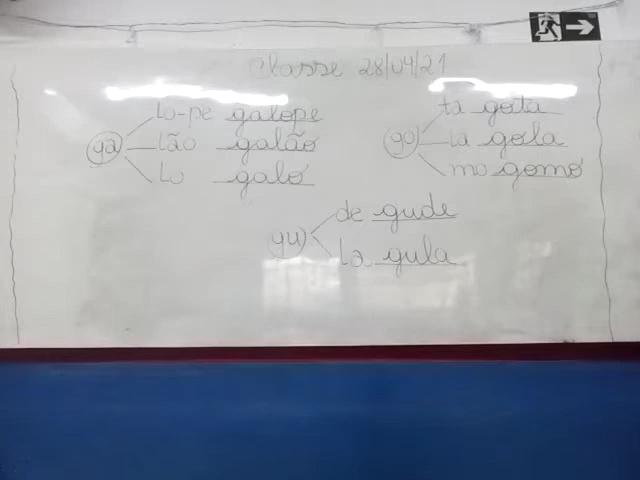 Classe 28/04/21
ga lo-pe galope
lão galão
lo galo
go ta gota
la gola
mo gomo
gu de gude
la gula